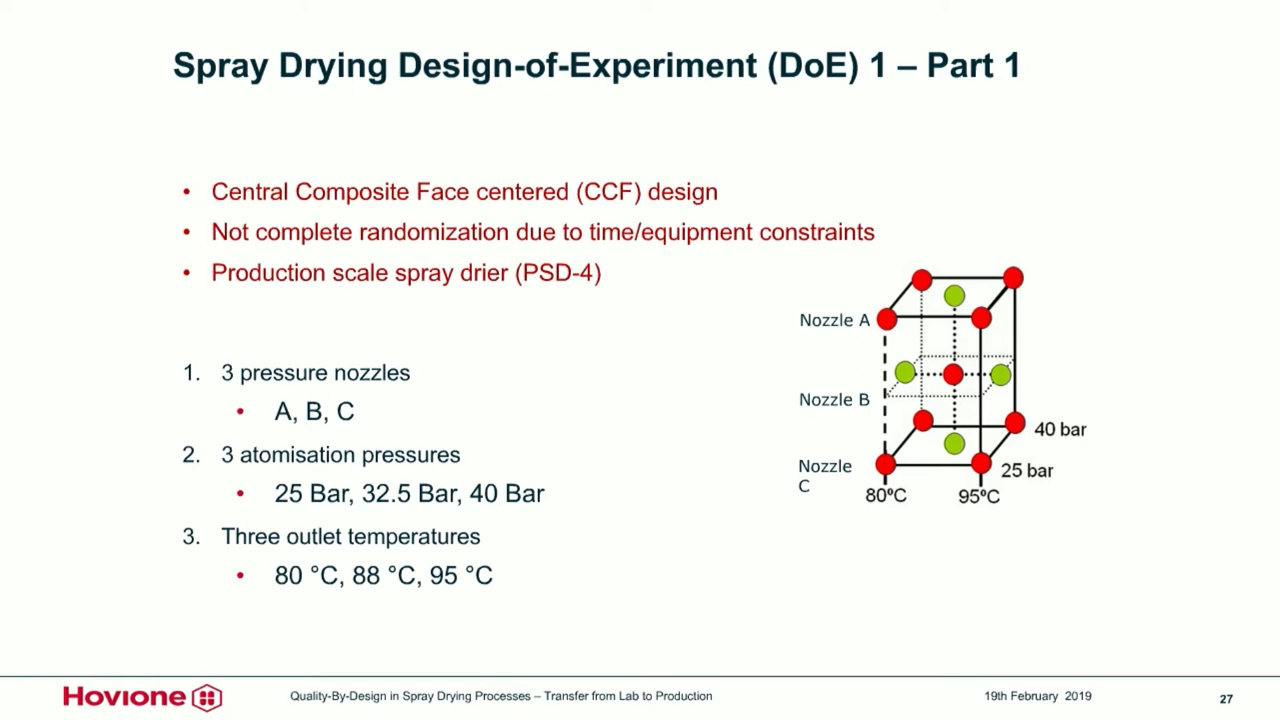 Spray Drying Design-of-Experiment (DoE) 1 – Part 1
• Central Composite Face centered (CCF) design
• Not complete randomization due to time/equipment constraints
• Production scale spray drier (PSD-4)
1. 3 pressure nozzles
• A, B, C
2. 3 atomisation pressures
• 25 Bar, 32.5 Bar, 40 Bar
3. Three outlet temperatures
• 80 °C, 88 °C, 95 °C
Nozzle A
Nozzle B
Nozzle
C
40 bar
25 bar
80ºC
95ºC
Hovione
Quality-By-Design in Spray Drying Processes – Transfer from Lab to Production
19th February 2019
27